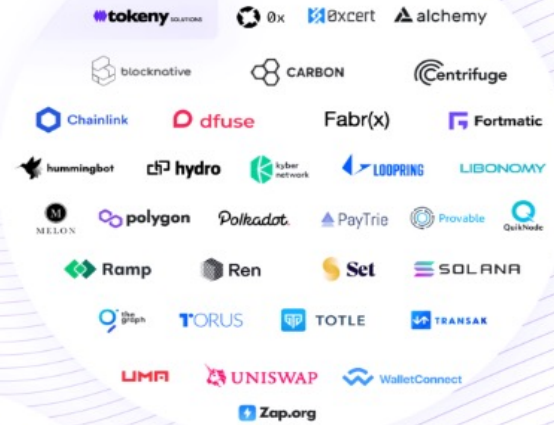 tokeny SOLUTIONS 0x 0xcert alchemy
blocknative CARBON Centrifuge
Chainlink dfuse Fabr(x) Fortmatic
hummingbot hydro kyber network LOOPRING LIBONOMY
M MELON polygon Polkadot. PayTrie Provable QuikNode
Ramp Ren Set SOLANA
the graph TORUS TOTLE TRANSAK
UMA UNISWAP WalletConnect
Zap.org